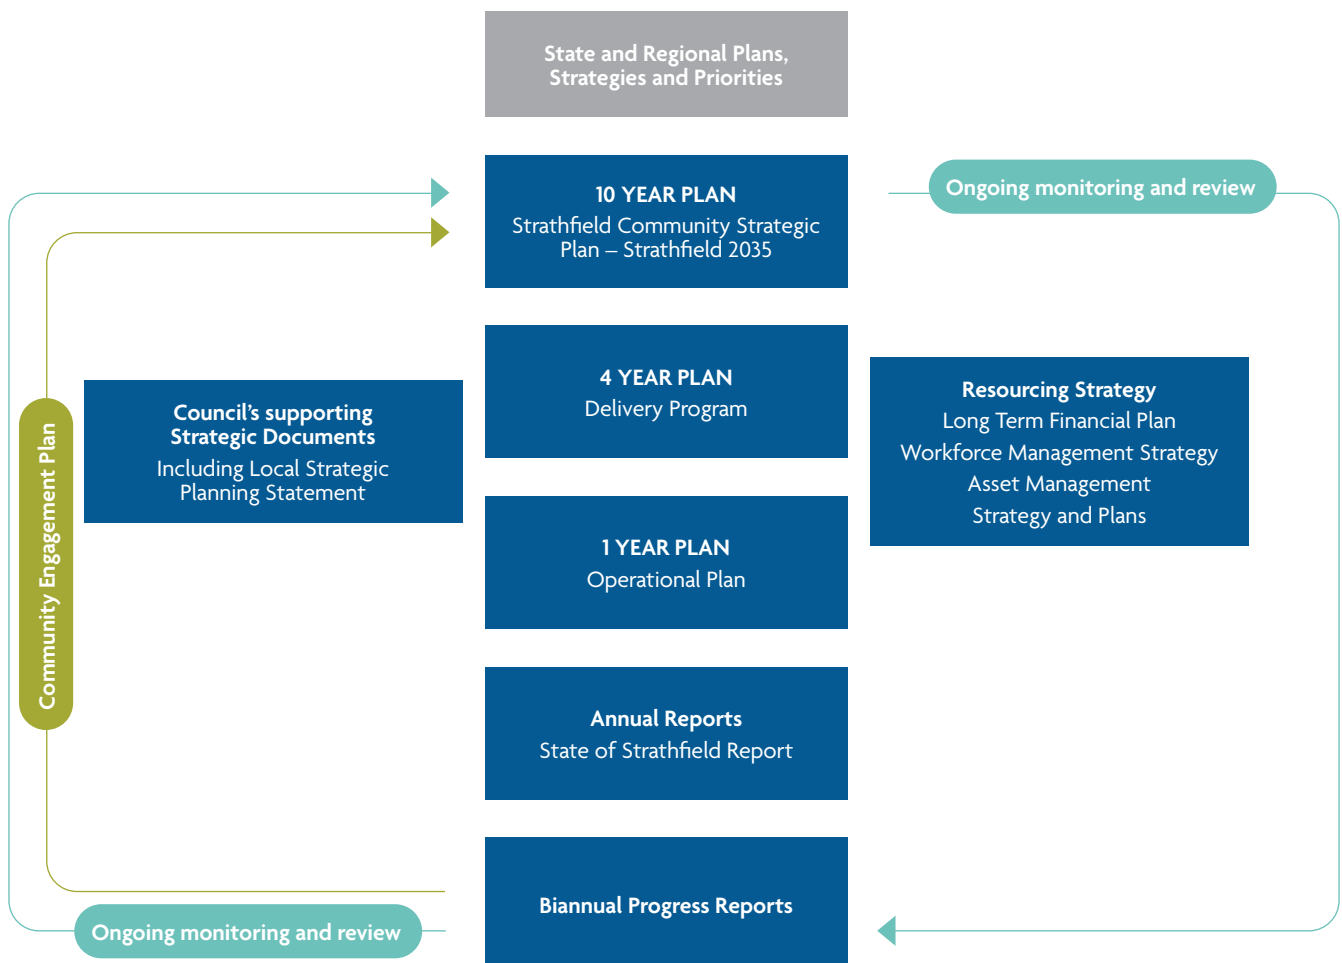 State and Regional Plans,
Strategies and Priorities
10 YEAR PLAN
Strathfield Community Strategic
Plan – Strathfield 2035
Ongoing monitoring and review
4 YEAR PLAN
Delivery Program
Council’s supporting
Strategic Documents
Including Local Strategic
Planning Statement
Resourcing Strategy
Long Term Financial Plan
Workforce Management Strategy
Asset Management
Strategy and Plans
Community Engagement Plan
1 YEAR PLAN
Operational Plan
Annual Reports
State of Strathfield Report
Biannual Progress Reports
Ongoing monitoring and review